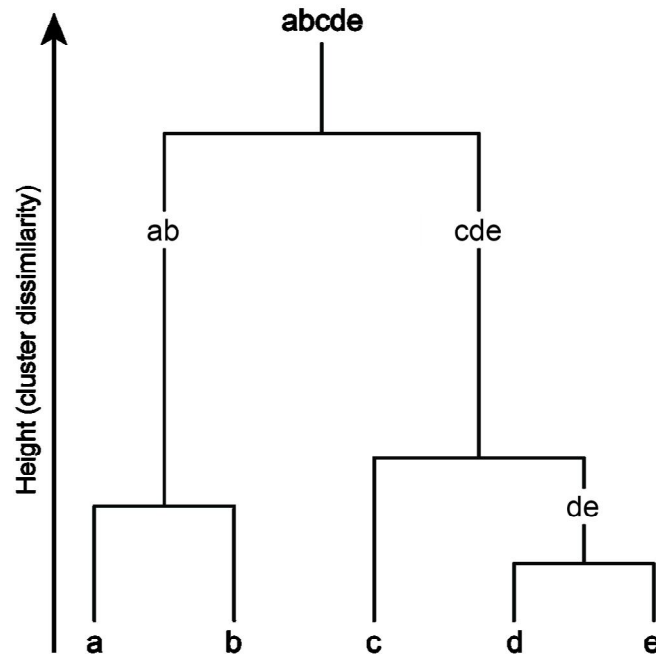 abcde
Height (cluster dissimilarity)
ab
cde
de
a
b
c
d
e